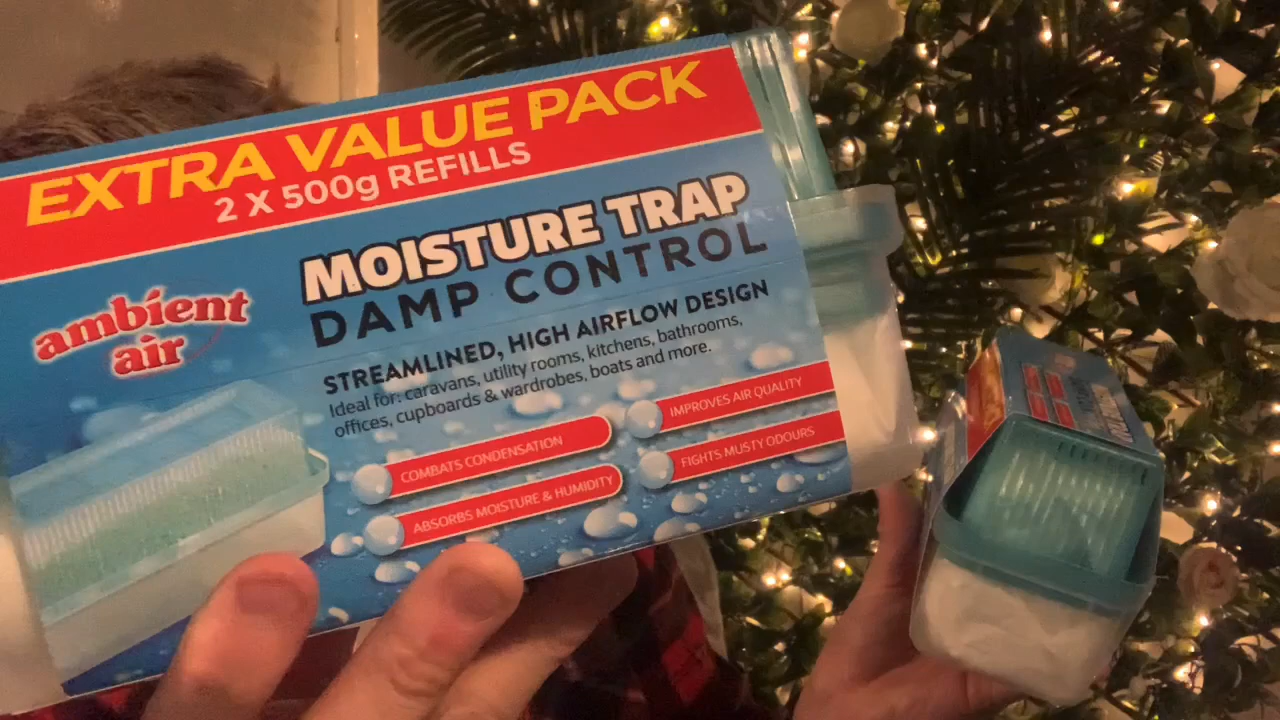 EXTRA VALUE PACK
2 X 500g REFILLS
ambient
air
MOISTURE TRAP
DAMP CONTROL
STREAMLINED, HIGH AIRFLOW DESIGN
Ideal for: caravans, utility rooms, kitchens, bathrooms,
offices, cupboards & wardrobes, boats and more.
COMBATS CONDENSATION
IMPROVES AIR QUALITY
ABSORBS MOISTURE & HUMIDITY
FIGHTS MUSTY ODOURS